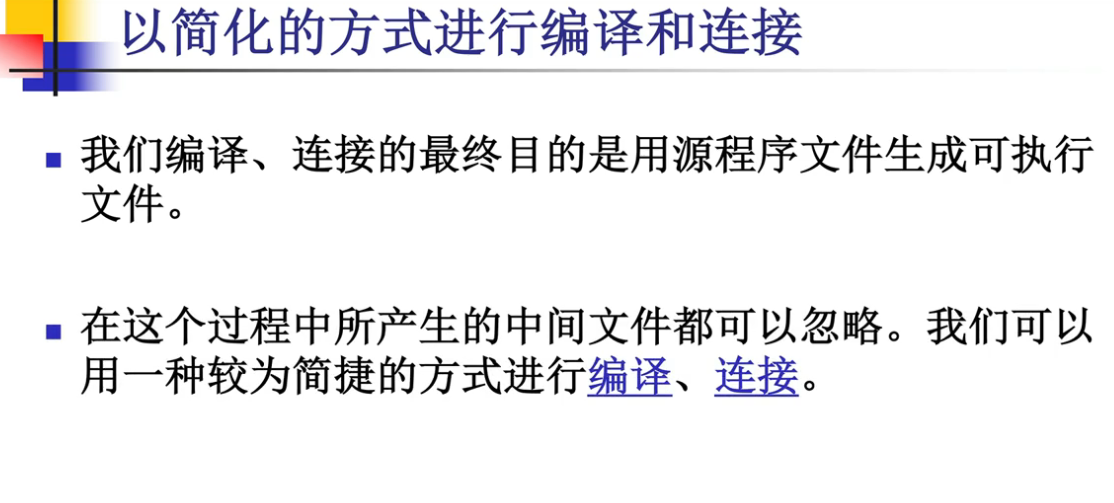 以简化的方式进行编译和连接
我们编译、连接的最终目的是用源程序文件生成可执行
文件。
在这个过程中所产生的中间文件都可以忽略。我们可以
用一种较为简捷的方式进行编译、连接。